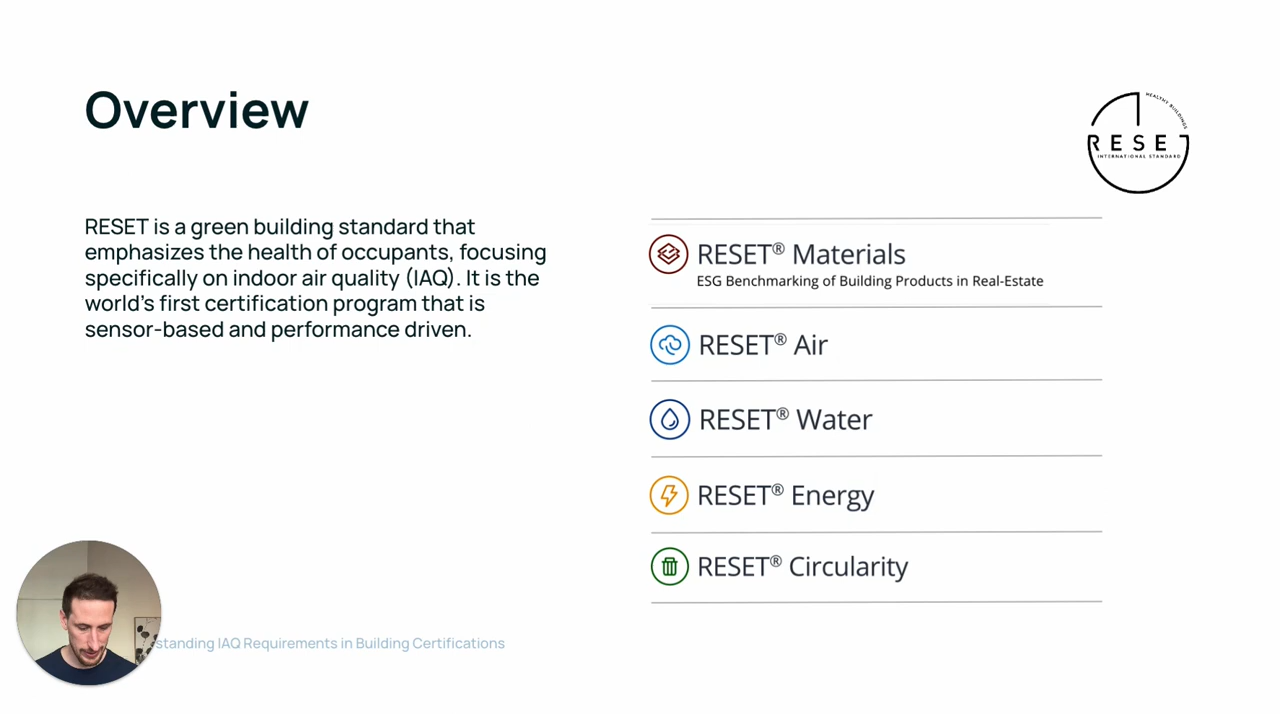 Overview
HEALTHY BUILDINGS
RESET
INTERNATIONAL STANDARD
RESET is a green building standard that
emphasizes the health of occupants, focusing
specifically on indoor air quality (IAQ). It is the
world's first certification program that is
sensor-based and performance driven.
RESET® Materials
ESG Benchmarking of Building Products in Real-Estate
RESET® Air
RESET® Water
RESET® Energy
RESET® Circularity
standing IAQ Requirements in Building Certifications